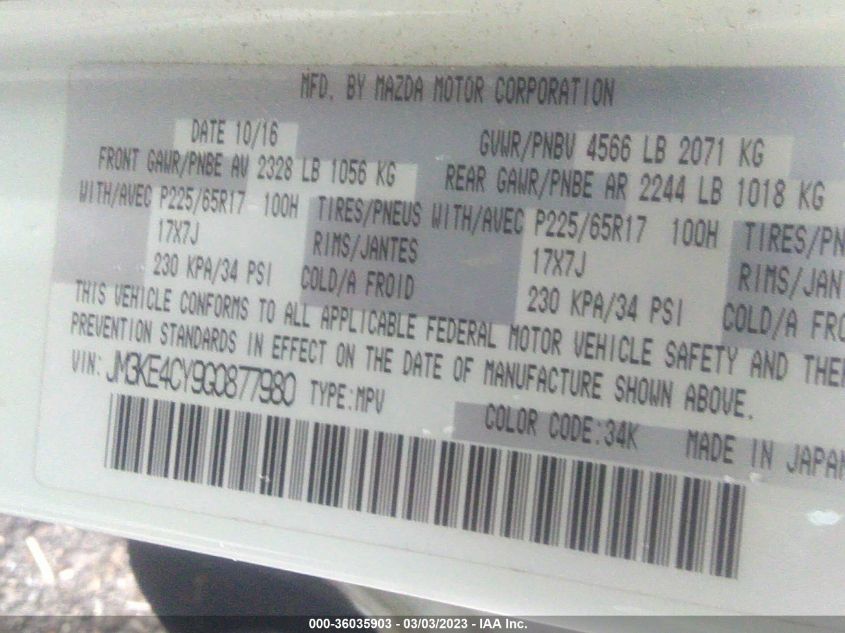 MFD. BY MAZDA MOTOR CORPORATION
DATE 10/16 GVWR/PNBV 4566 LB 2071 KG
FRONT GAWR/PNBE AV 2328 LB 1056 KG REAR GAWR/PNBE AR 2244 LB 1018 KG
WITH/AVEC P225/65R17 100H TIRES/PNEUS WITH/AVEC P225/65R17 100H TIRES/PN
17X7J RIMS/JANTES 17X7J RIMS/JAN
230 KPA/34 PSI COLD/A FROID 230 KPA/34 PSI COLD/A FRO
THIS VEHICLE CONFORMS TO ALL APPLICABLE FEDERAL MOTOR VEHICLE SAFETY AND THE
PREVENTION STANDARDS IN EFFECT ON THE DATE OF MANUFACTURE SHOWN ABOVE.
VIN: JM3KE4CY9G0877980 TYPE:MPV
COLOR CODE:34K MADE IN JAPAN
000-36035903 - 03/03/2023 - IAA Inc.